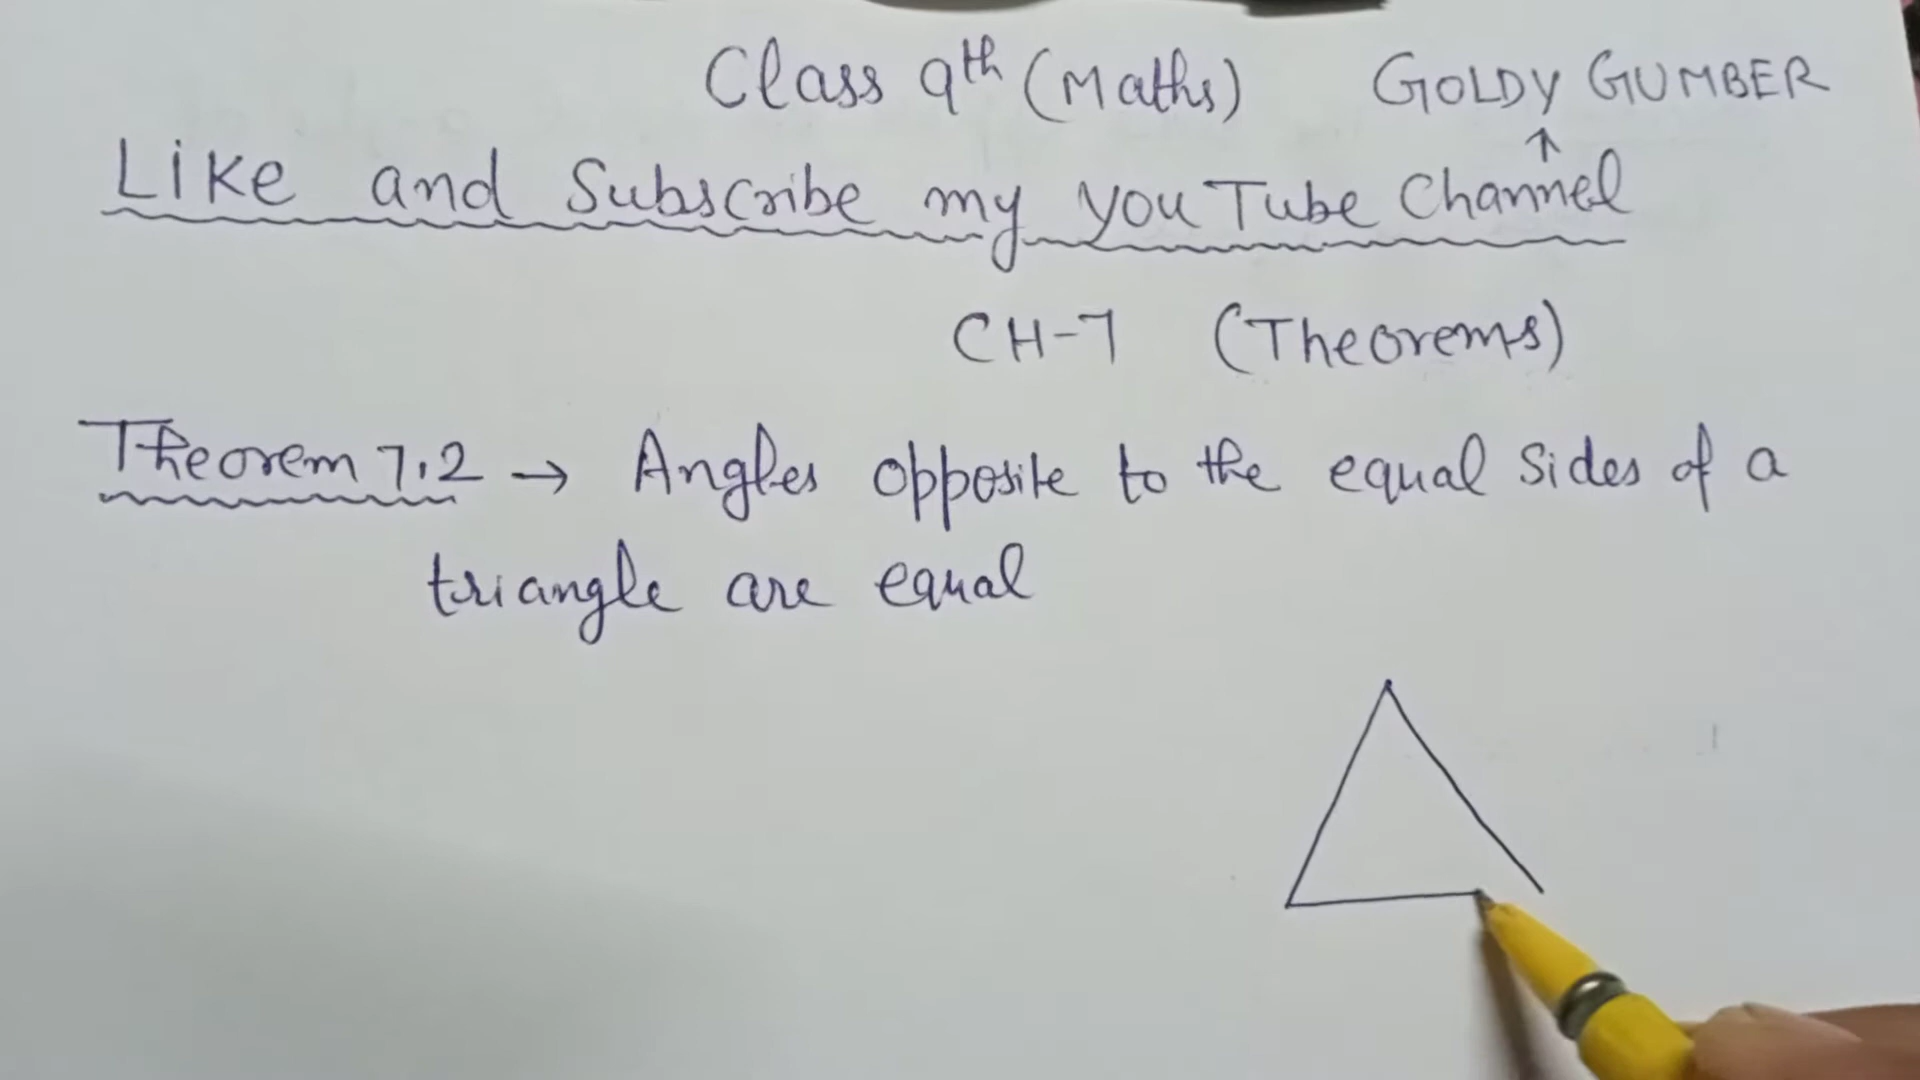 Class 9th (Maths) GOLDY GUMBER
Like and Subscribe my YouTube Channel
CH-7 (Theorems)
Theorem 7.2 → Angles opposite to the equal sides of a
triangle are equal